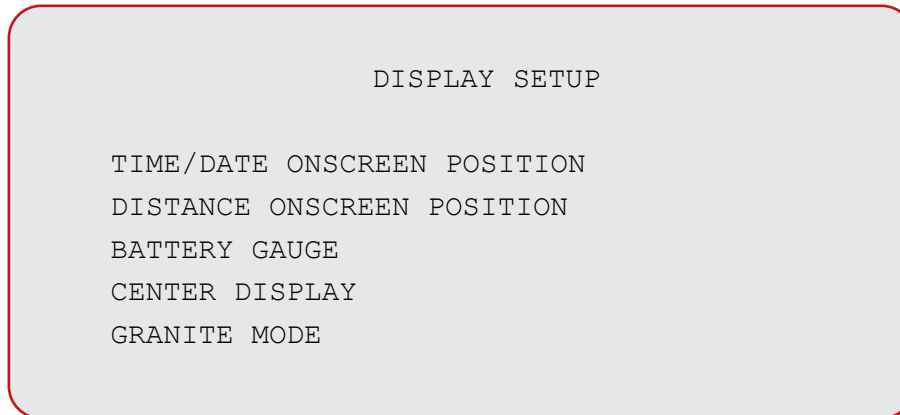 DISPLAY SETUP
TIME/DATE ONSCREEN POSITION
DISTANCE ONSCREEN POSITION
BATTERY GAUGE
CENTER DISPLAY
GRANITE MODE